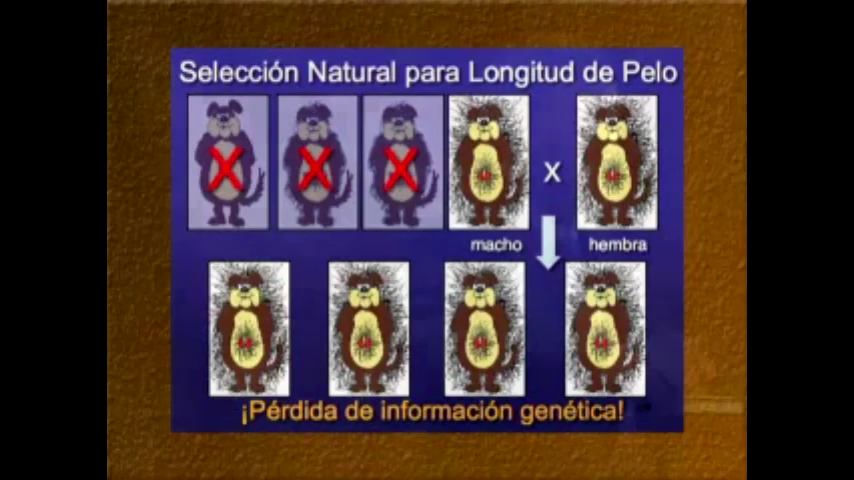 Selección Natural para Longitud de Pelo
X X X
x
macho hembra
¡Pérdida de información genética!